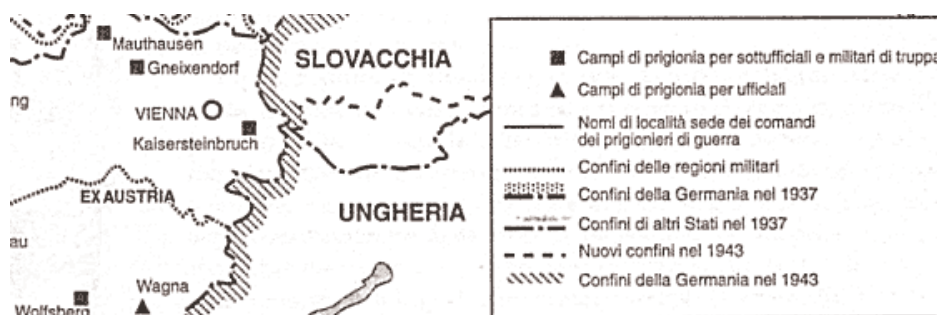 Mauthausen
Gneixendorf
SLOVACCHIA
ng
VIENNA
Kaisersteinbruch
EX AUSTRIA
UNGHERIA
au
Wagna
Wolfsberg
Campi di prigionia per sottufficiali e militari di truppa
Campi di prigionia per ufficiali
Nomi di località sede dei comandi
dei prigionieri di guerra
Confini delle regioni militari
Confini della Germania nel 1937
Confini di altri Stati nel 1937
Nuovi confini nel 1943
Confini della Germania nel 1943